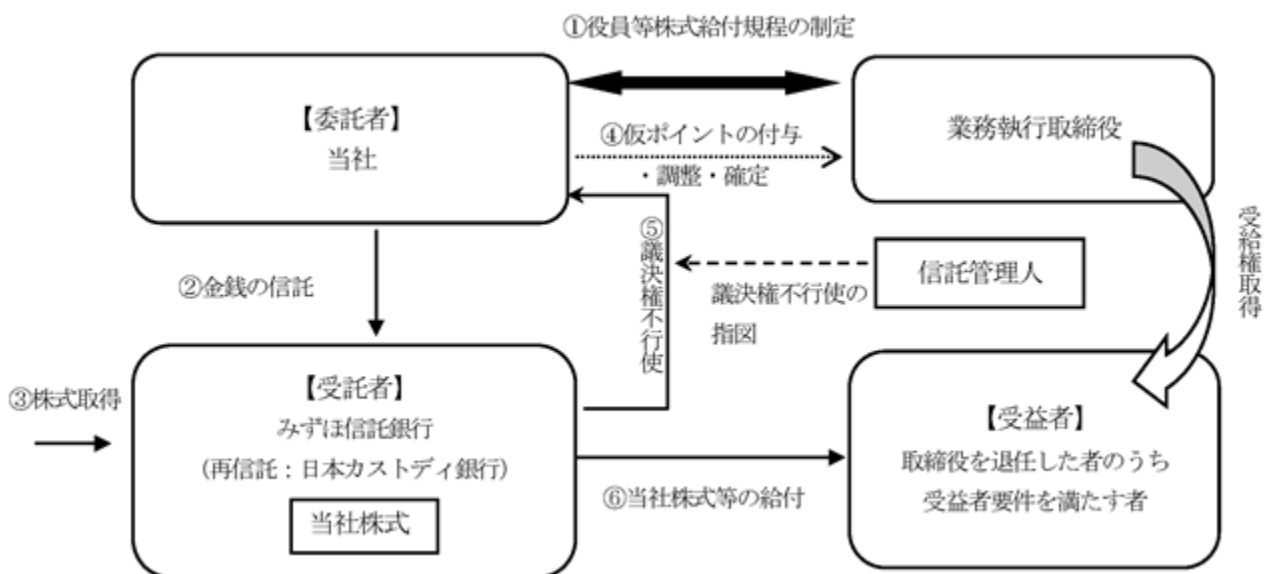 ①役員等株式給付規程の制定
【委託者】
当社
業務執行取締役
④仮ポイントの付与
・調整・確定
②金銭の信託
⑤議決権不行使
信託管理人
議決権不行使の
指図
受給権取得
③株式取得
【受託者】
みずほ信託銀行
(再信託：日本カストディ銀行)
当社株式
⑥当社株式等の給付
【受益者】
取締役を退任した者のうち
受益者要件を満たす者